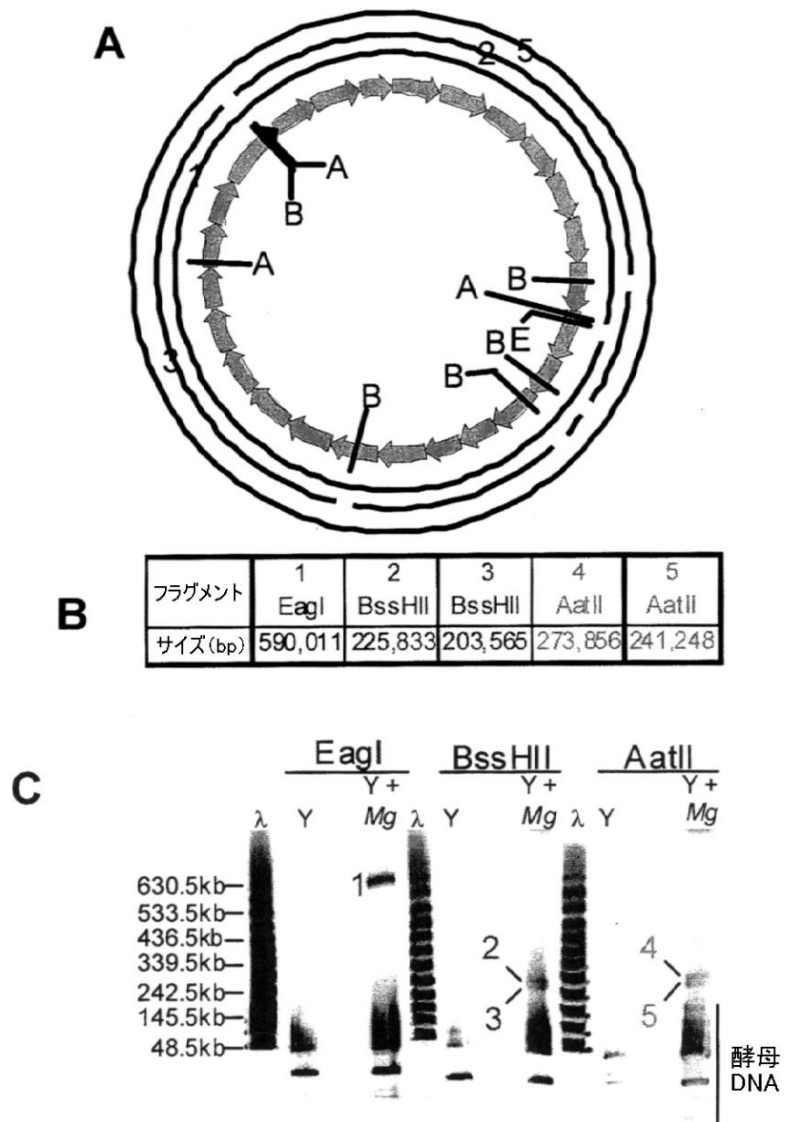 A
2 5
1
A
B
A
B
A
E
B
B
B
3
B
フラグメント 1 2 3 4 5
EagI BssHII BssHII AatII AatII
サイズ(bp) 590,011 225,833 203,565 273,856 241,248
C
EagI BssHII AatII
Y + Y + Y +
λ Y Mg λ Y Mg λ Y Mg
630.5kb
533.5kb
436.5kb
339.5kb
242.5kb
145.5kb
48.5kb
1
2
3
4
5
酵母
DNA